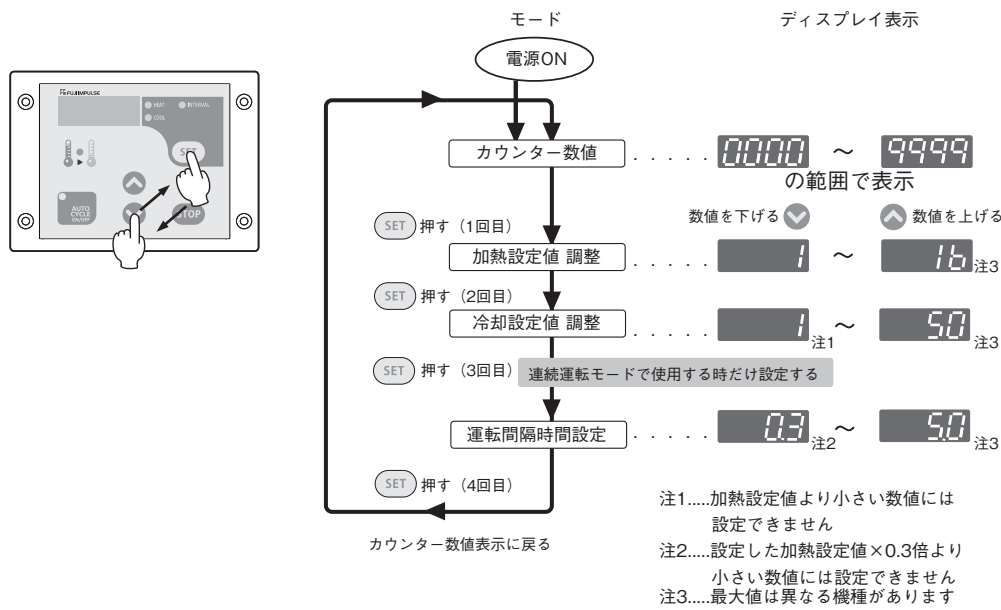 モード
ディスプレイ表示
電源ON
FUJIIMPULSE
HEAT
INTERVAL
COOL
SET
AUTO
CYCLE
ON/OFF
STOP
カウンター数値 . . . . . 0000 ～ 9999
の範囲で表示
数値を下げる 数値を上げる
SET 押す（1回目）
加熱設定値 調整 . . . . . 1 ～ 16 注3
SET 押す（2回目）
冷却設定値 調整 . . . . . 1 注1 ～ 50 注3
SET 押す（3回目） 連続運転モードで使用する時だけ設定する
運転間隔時間設定 . . . . . 0.3 注2 ～ 5.0 注3
SET 押す（4回目）
カウンター数値表示に戻る
注1.....加熱設定値より小さい数値には
設定できません
注2.....設定した加熱設定値×0.3倍より
小さい数値には設定できません
注3.....最大値は異なる機種があります